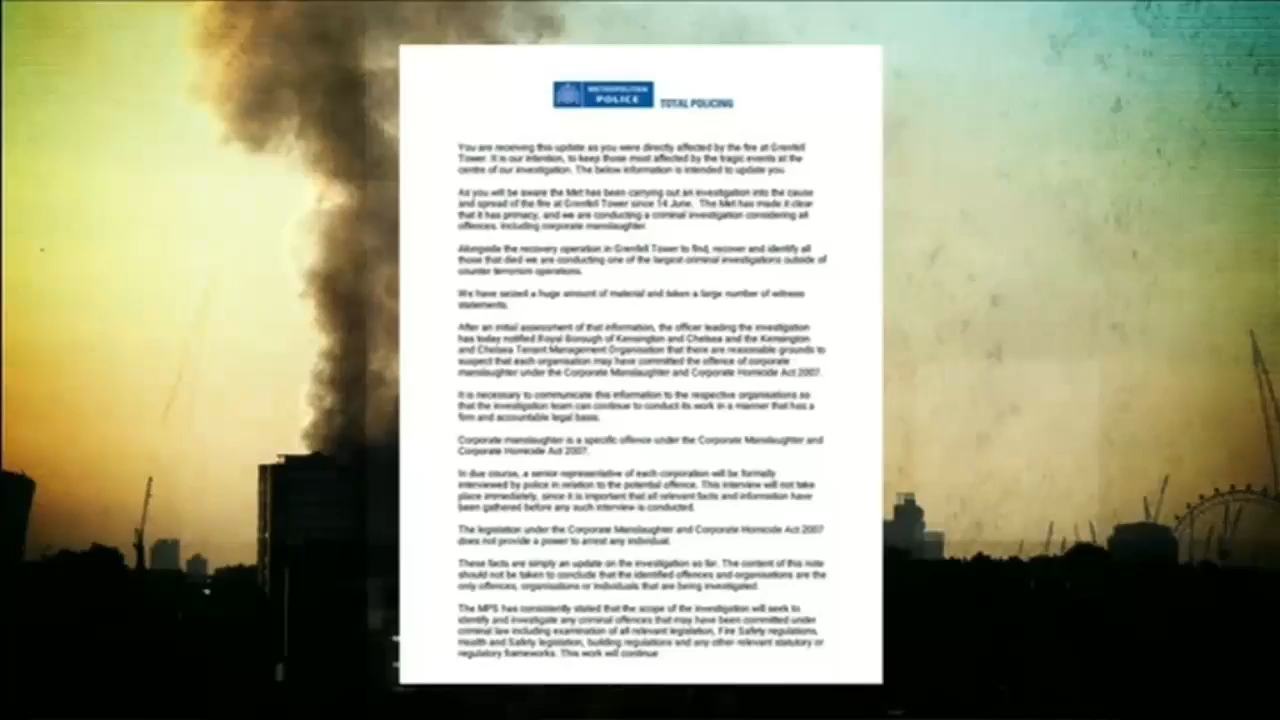 METROPOLITAN
POLICE
TOTAL POLICING
You are receiving this update as you were directly affected by the fire at Grenfell
Tower. It is our intention, to keep those most affected by the tragic events at the
centre of our investigation. The below information is intended to update you.
As you will be aware the Met has been carrying out an investigation into the cause
and spread of the fire at Grenfell Tower since 14 June. The Met has made it clear
that it has primacy, and we are conducting a criminal investigation considering all
offences, including corporate manslaughter.
Alongside the recovery operation in Grenfell Tower to find, recover and identify all
those that died we are conducting one of the largest criminal investigations outside of
counter terrorism operations.
We have seized a huge amount of material and taken a large number of witness
statements.
After an initial assessment of that information, the officer leading the investigation
has today notified Royal Borough of Kensington and Chelsea and the Kensington
and Chelsea Tenant Management Organisation that there are reasonable grounds to
suspect that each organisation may have committed the offence of corporate
manslaughter under the Corporate Manslaughter and Corporate Homicide Act 2007.
It is necessary to communicate this information to the respective organisations so
that the investigation team can continue to conduct its work in a manner that has a
firm and accountable legal basis.
Corporate manslaughter is a specific offence under the Corporate Manslaughter and
Corporate Homicide Act 2007.
In due course, a senior representative of each corporation will be formally
interviewed by police in relation to the potential offence. This interview will not take
place immediately, since it is important that all relevant facts and information have
been gathered before any such interview is conducted.
The legislation under the Corporate Manslaughter and Corporate Homicide Act 2007
does not provide a power to arrest any individual.
These facts are simply an update on the investigation so far. The content of this note
should not be taken to conclude that the identified offences and organisations are the
only offences, organisations or individuals that are being investigated.
The MPS has consistently stated that the scope of the investigation will seek to
identify and investigate any criminal offences that may have been committed under
criminal law including examination of all relevant legislation, Fire Safety regulations,
Health and Safety legislation, building regulations and any other relevant statutory or
regulatory frameworks. This work will continue